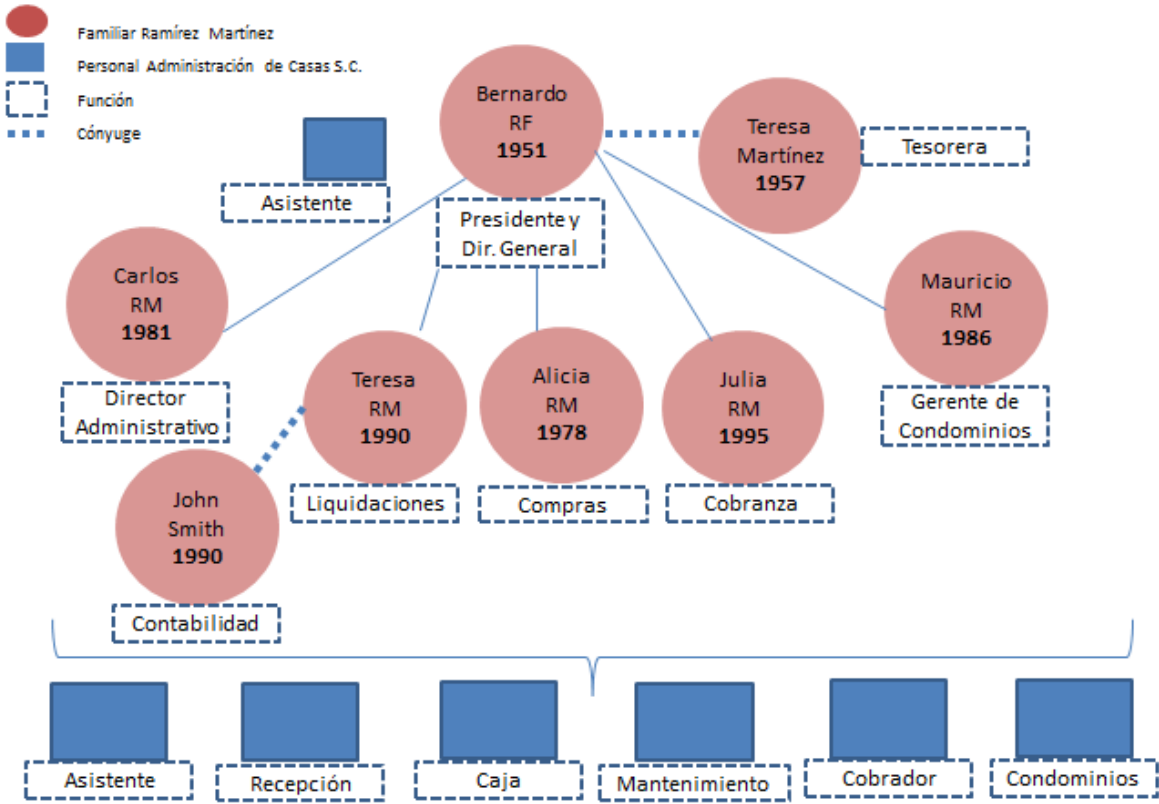 Familiar Ramírez Martínez
Personal Administración de Casas S.C.
Función
Cónyuge
Bernardo
RF
1951
Presidente y
Dir. General
Teresa
Martínez
1957
Tesorera
Asistente
Carlos
RM
1981
Director
Administrativo
Teresa
RM
1990
Liquidaciones
Alicia
RM
1978
Compras
Julia
RM
1995
Cobranza
Mauricio
RM
1986
Gerente de
Condominios
John
Smith
1990
Contabilidad
Asistente
Recepción
Caja
Mantenimiento
Cobrador
Condominios